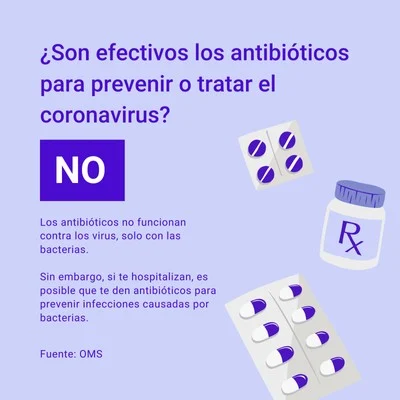 ¿Son efectivos los antibióticos
para prevenir o tratar el
coronavirus?
NO
Los antibióticos no funcionan
contra los virus, solo con las
bacterias.
Sin embargo, si te hospitalizan, es
posible que te den antibióticos para
prevenir infecciones causadas por
bacterias.
Fuente: OMS
Rx